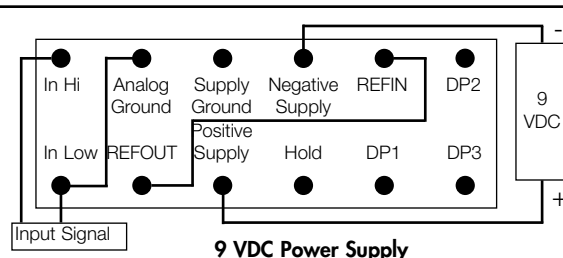 -
In Hi Analog Ground Supply Ground Negative Supply REFIN DP2
9 VDC
In Low REFOUT Positive Supply Hold DP1 DP3
+
Input Signal
9 VDC Power Supply